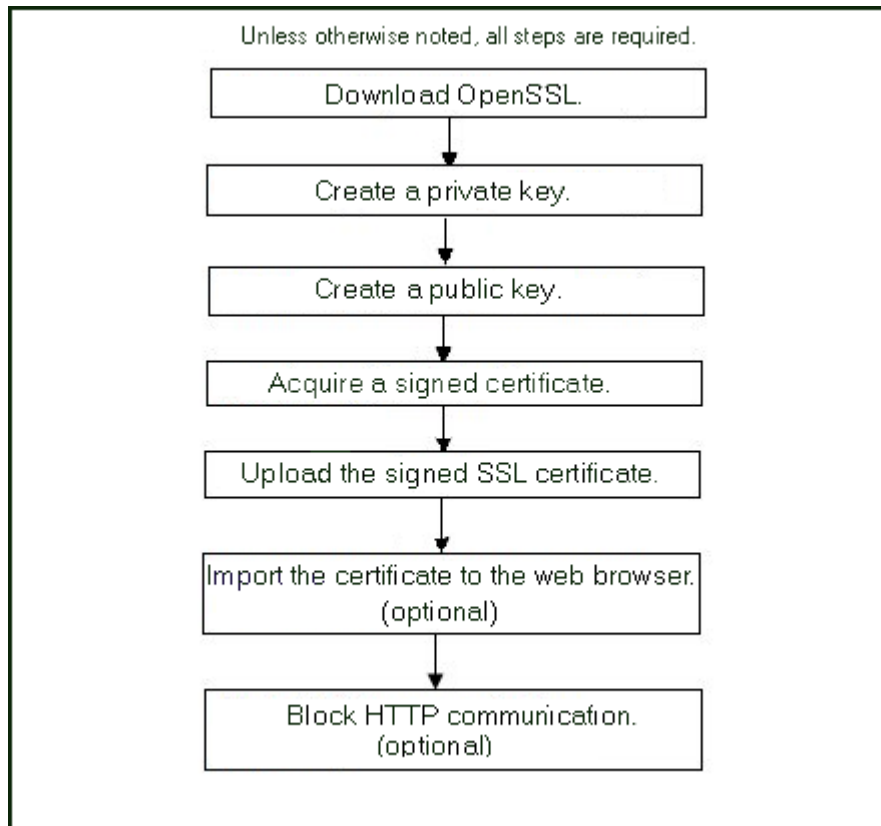 Unless otherwise noted, all steps are required.
Download OpenSSL.
Create a private key.
Create a public key.
Acquire a signed certificate.
Upload the signed SSL certificate.
Import the certificate to the web browser.
(optional)
Block HTTP communication.
(optional)